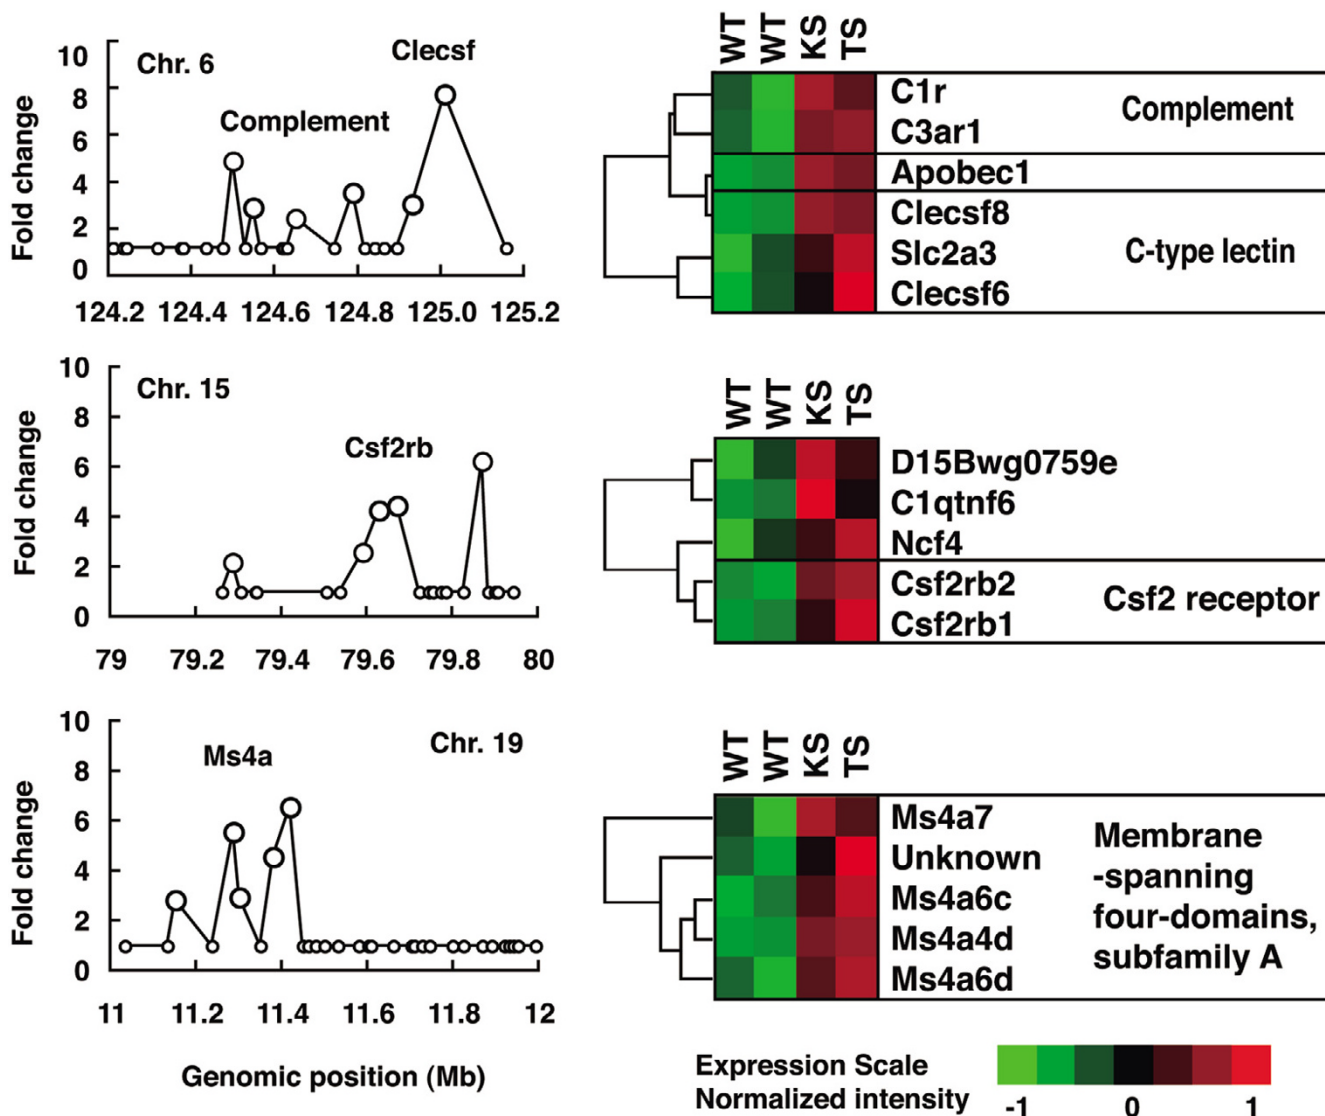 Chr. 6
Clecsf
Complement
Fold change
10
8
6
4
2
0
124.2 124.4 124.6 124.8 125.0 125.2
WT WT KS TS
C1r
C3ar1
Complement
Apobec1
Clecsf8
Slc2a3
Clecsf6
C-type lectin
Chr. 15
Csf2rb
Fold change
10
8
6
4
2
0
79 79.2 79.4 79.6 79.8 80
WT WT KS TS
D15Bwg0759e
C1qtnf6
Ncf4
Csf2rb2
Csf2rb1
Csf2 receptor
Chr. 19
Ms4a
Fold change
10
8
6
4
2
0
11 11.2 11.4 11.6 11.8 12
Genomic position (Mb)
WT WT KS TS
Ms4a7
Unknown
Ms4a6c
Ms4a4d
Ms4a6d
Membrane
-spanning
four-domains,
subfamily A
Expression Scale
Normalized intensity
-1 0 1